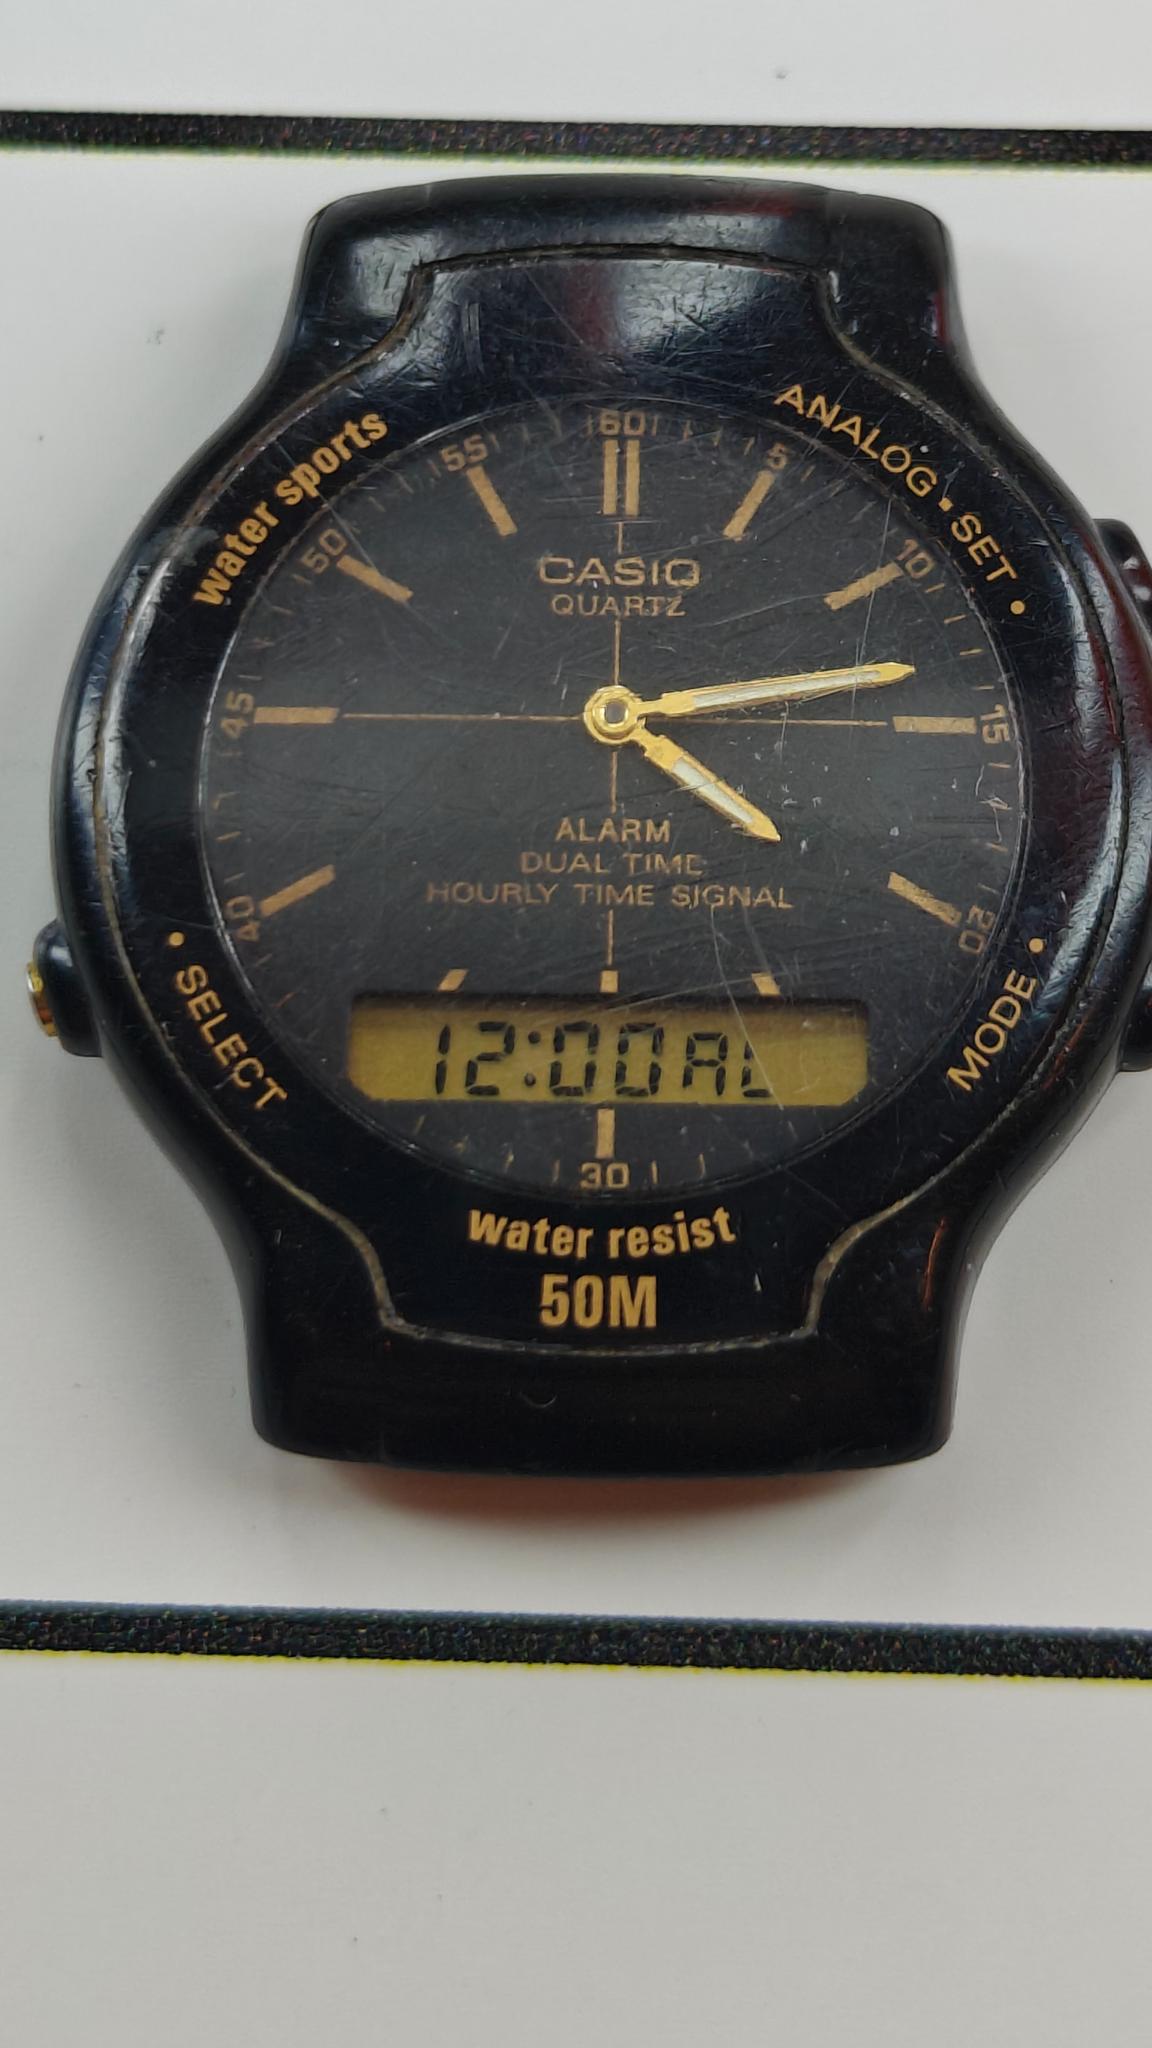 water sports
ANALOG·SET
60
55
5
50
10
CASIO
QUARTZ
45
15
ALARM
DUAL TIME
HOURLY TIME SIGNAL
40
20
SELECT
MODE
12:00AL
30
water resist
50M